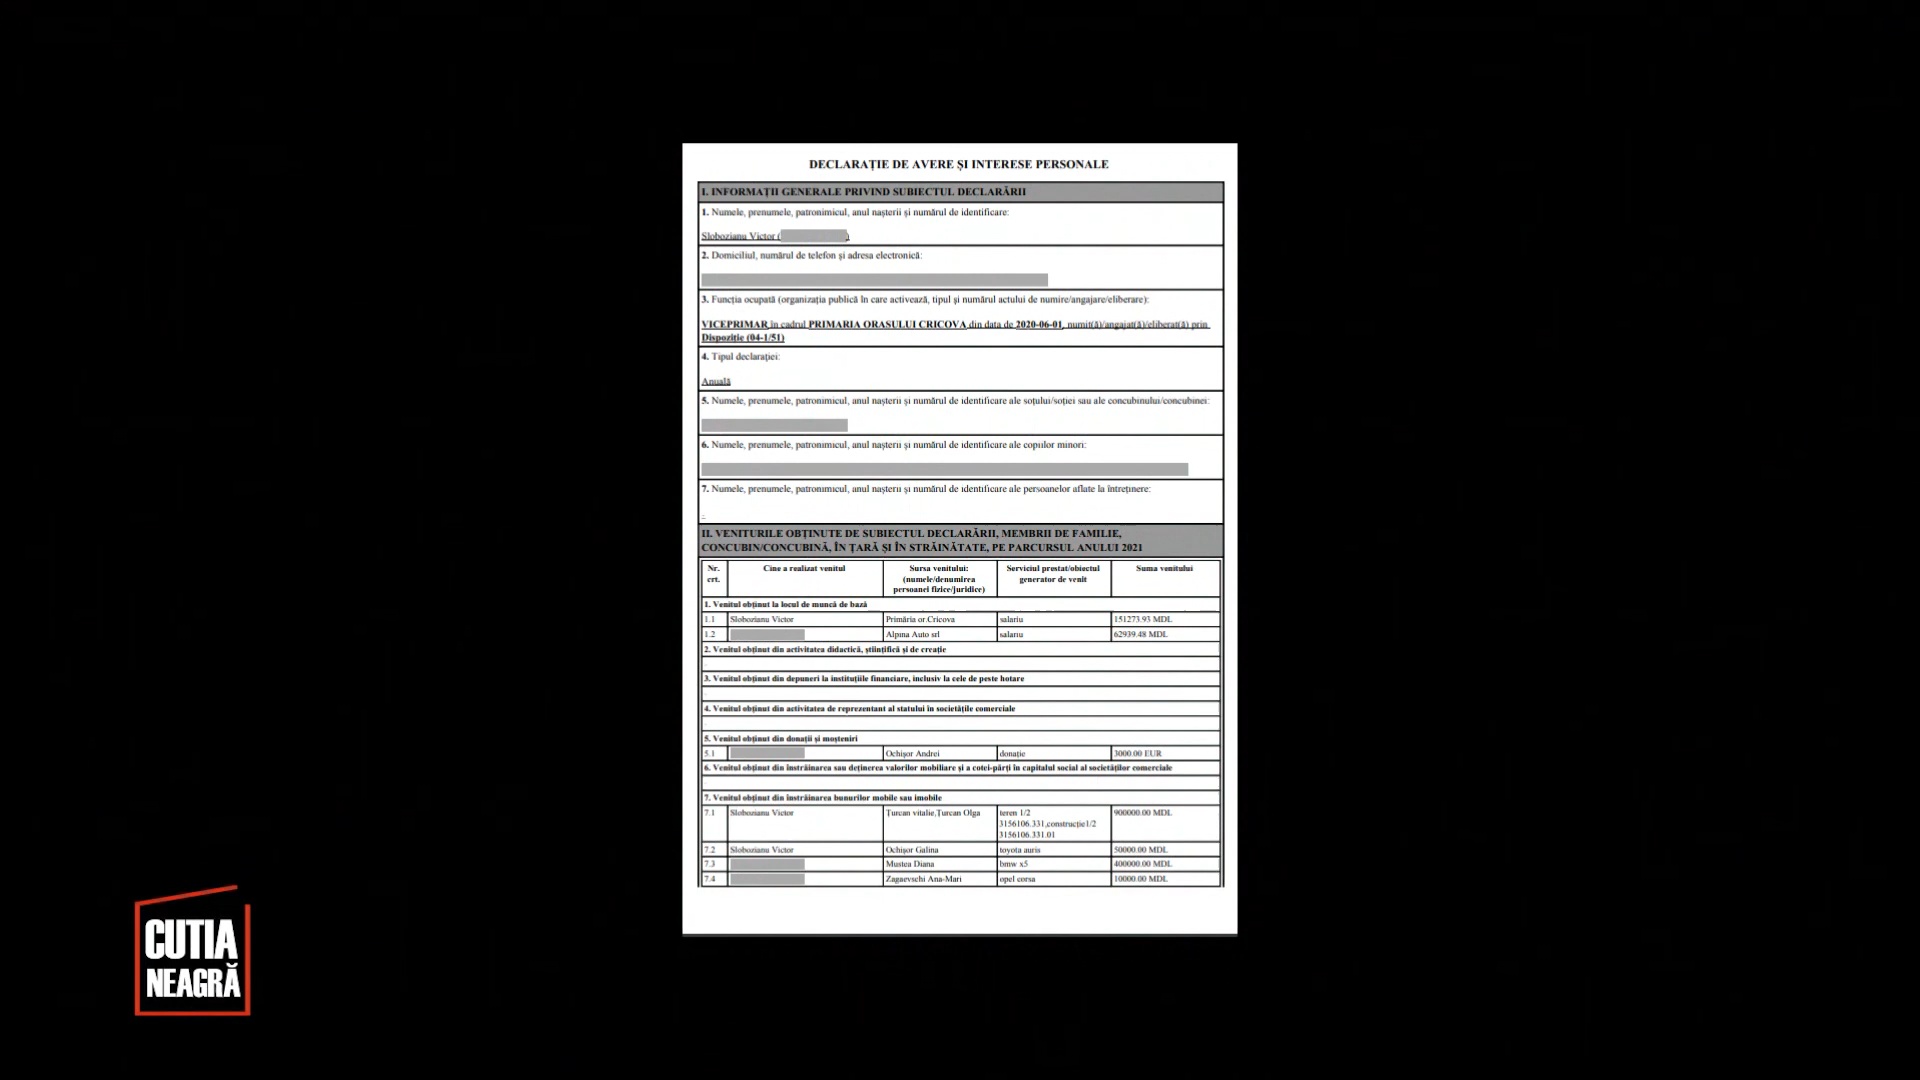 DECLARAȚIE DE AVERE ȘI INTERESE PERSONALE
I. INFORMAȚII GENERALE PRIVIND SUBIECTUL DECLARĂRII
1. Numele, prenumele, patronimicul, anul nașterii și numărul de identificare:
Slobozianu Victor ( )
2. Domiciliul, numărul de telefon și adresa electronică:
3. Funcția ocupată (organizația publică în care activează, tipul și numărul actului de numire/angajare/eliberare):
VICEPRIMAR în cadrul PRIMARIA ORASULUI CRICOVA din data de 2020-06-01, numit(ă)/angajat(ă)/eliberat(ă) prin
Dispozitie (04-1/51)
4. Tipul declarației:
Anuală
5. Numele, prenumele, patronimicul, anul nașterii și numărul de identificare ale soțului/soției sau ale concubinului/concubinei:
6. Numele, prenumele, patronimicul, anul nașterii și numărul de identificare ale copiilor minori:
7. Numele, prenumele, patronimicul, anul nașterii și numărul de identificare ale persoanelor aflate la întreținere:
-
II. VENITURILE OBȚINUTE DE SUBIECTUL DECLARĂRII, MEMBRII DE FAMILIE,
CONCUBIN/CONCUBINĂ, ÎN ȚARĂ ȘI ÎN STRĂINĂTATE, PE PARCURSUL ANULUI 2021
Nr. crt. Cine a realizat venitul Sursa venitului: (numele/denumirea persoanei fizice/juridice) Serviciul prestat/obiectul generator de venit Suma venitului
1. Venitul obținut la locul de muncă de bază
1.1 Slobozianu Victor Primăria or.Cricova salariu 151273.93 MDL
1.2 Alpina Auto srl salariu 62939.48 MDL
2. Venitul obținut din activitatea didactică, științifică și de creație
3. Venitul obținut din depuneri la instituțiile financiare, inclusiv la cele de peste hotare
4. Venitul obținut din activitatea de reprezentant al statului în societățile comerciale
5. Venitul obținut din donații și moșteniri
5.1 Ochișor Andrei donație 3000.00 EUR
6. Venitul obținut din înstrăinarea sau deținerea valorilor mobiliare și a cotei-părți în capitalul social al societăților comerciale
7. Venitul obținut din înstrăinarea bunurilor mobile sau imobile
7.1 Slobozianu Victor Țurcan vitalie,Țurcan Olga teren 1/2 3156106.331,construcție1/2 3156106.331.01 900000.00 MDL
7.2 Slobozianu Victor Ochișor Galina toyota auris 50000.00 MDL
7.3 Mustea Diana bmw x5 400000.00 MDL
7.4 Zagaevschi Ana-Mari opel corsa 10000.00 MDL
CUTIA
NEAGRĂ